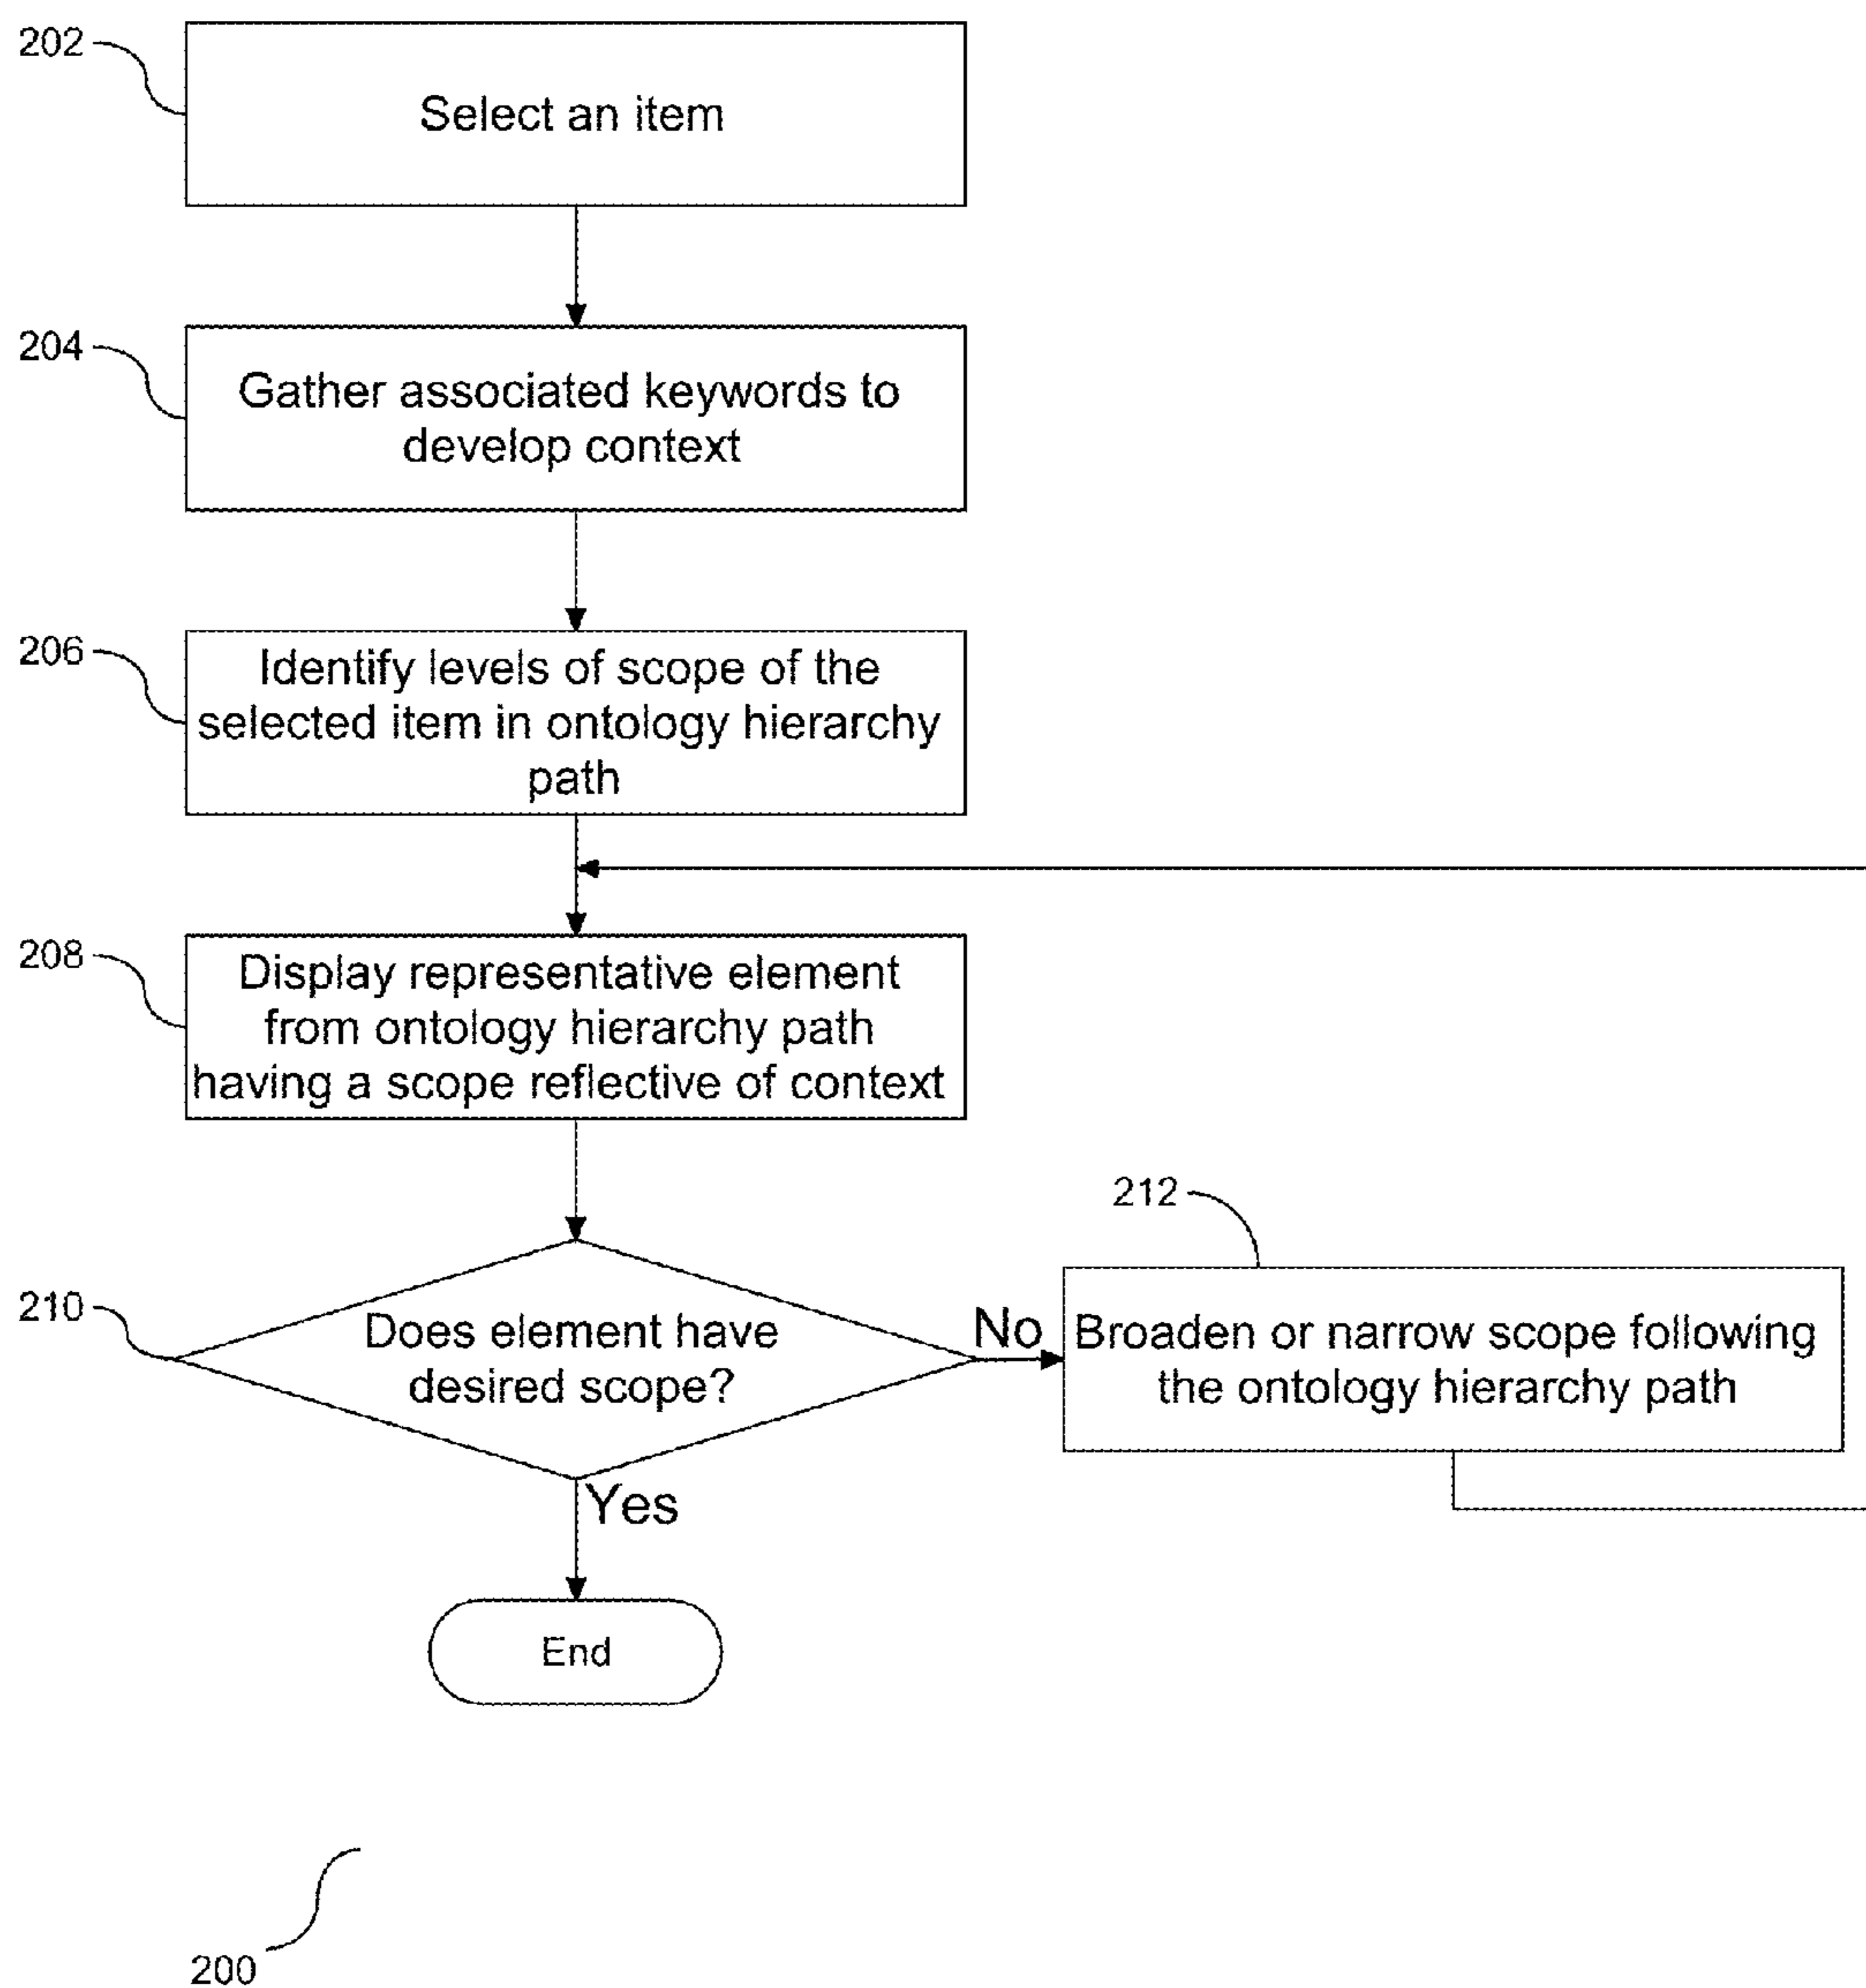 202
Select an item
204
Gather associated keywords to
develop context
206
Identify levels of scope of the
selected item in ontology hierarchy
path
208
Display representative element
from ontology hierarchy path
having a scope reflective of context
210
Does element have
desired scope?
No
212
Broaden or narrow scope following
the ontology hierarchy path
Yes
End
200